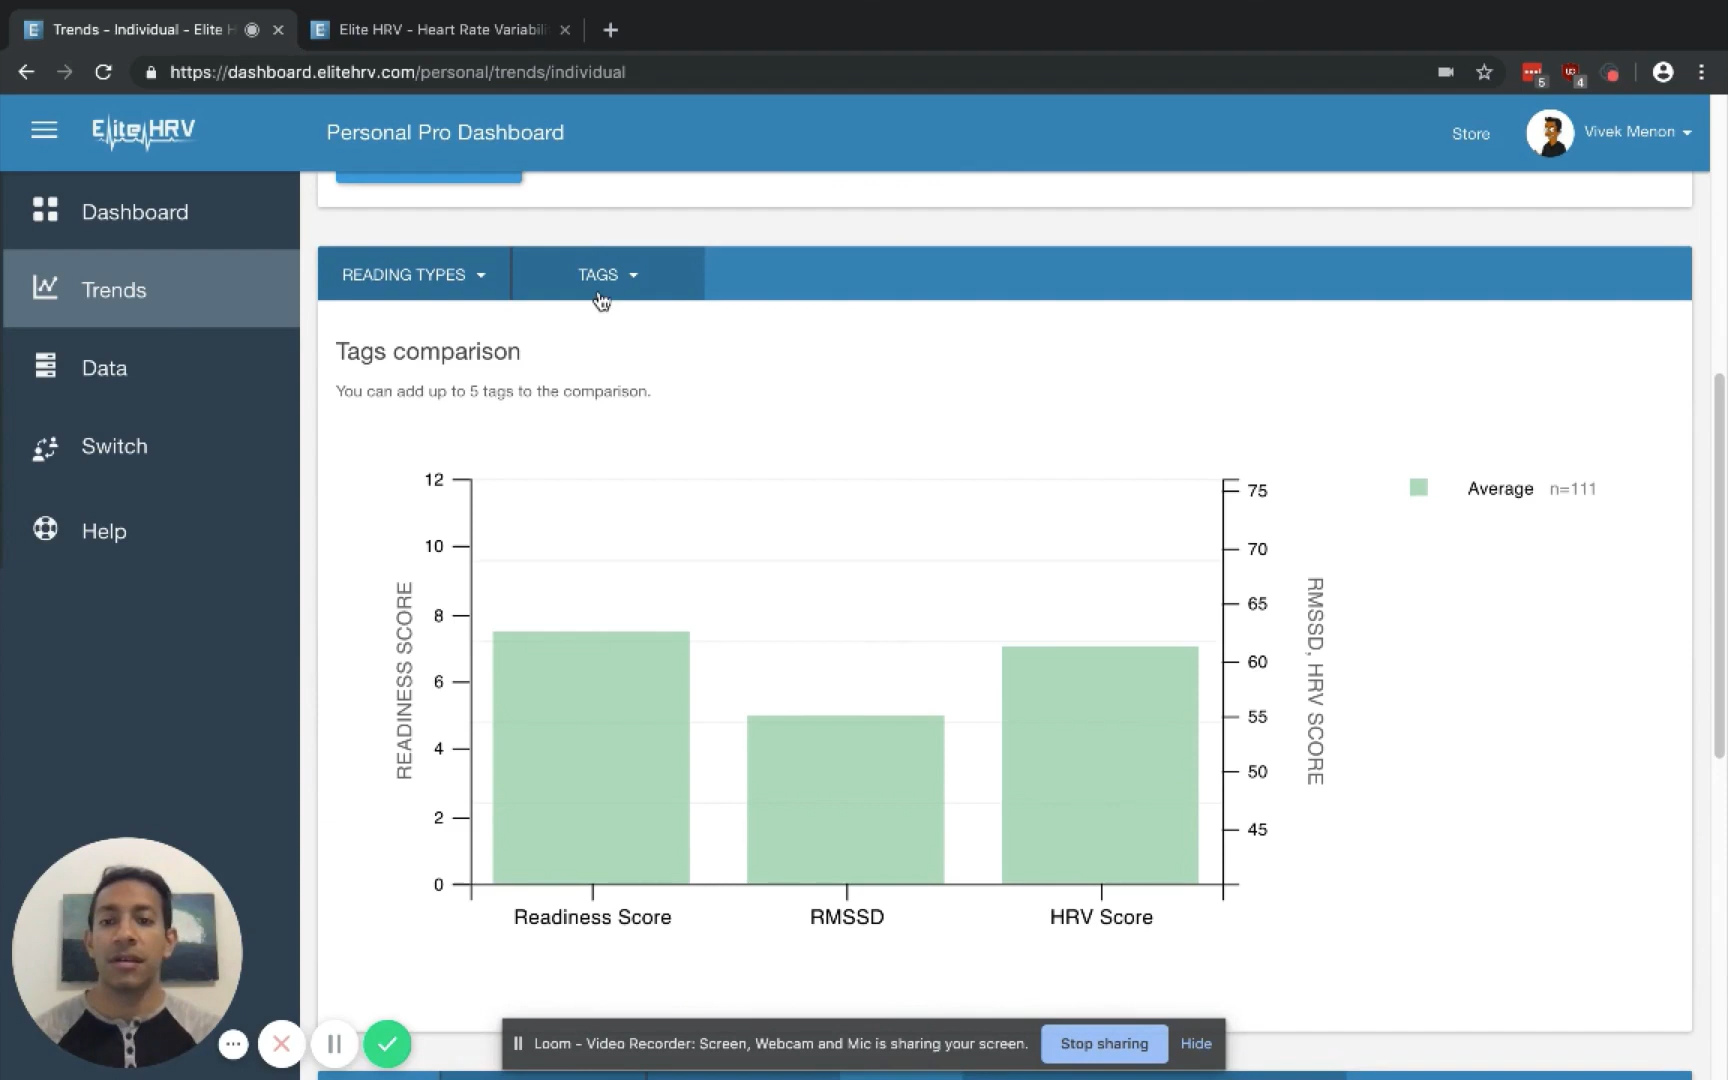 Trends - Individual - Elite H
Elite HRV - Heart Rate Variabili
https://dashboard.elitehrv.com/personal/trends/individual
5
4
Elite HRV
Personal Pro Dashboard
Store
Vivek Menon
Dashboard
Trends
Data
Switch
Help
READING TYPES
TAGS
Tags comparison
You can add up to 5 tags to the comparison.
12
10
8
6
4
2
0
READINESS SCORE
75
70
65
60
55
50
45
RMSSD, HRV SCORE
Average n=111
Readiness Score
RMSSD
HRV Score
Loom - Video Recorder: Screen, Webcam and Mic is sharing your screen.
Stop sharing
Hide